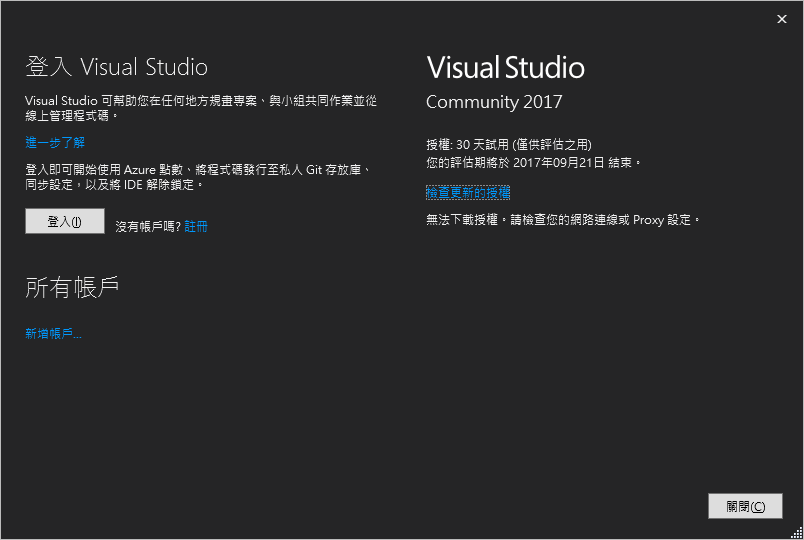 登入 Visual Studio
Visual Studio 可幫助您在任何地方規畫專案、與小組共同作業並從
線上管理程式碼。
進一步了解
登入即可開始使用 Azure 點數、將程式碼發行至私人 Git 存放庫、
同步設定，以及將 IDE 解除鎖定。
登入(I)
沒有帳戶嗎? 註冊
所有帳戶
新增帳戶...
Visual Studio
Community 2017
授權: 30 天試用 (僅供評估之用)
您的評估期將於 2017年09月21日 結束。
檢查更新的授權
無法下載授權。請檢查您的網路連線或 Proxy 設定。
關閉(C)